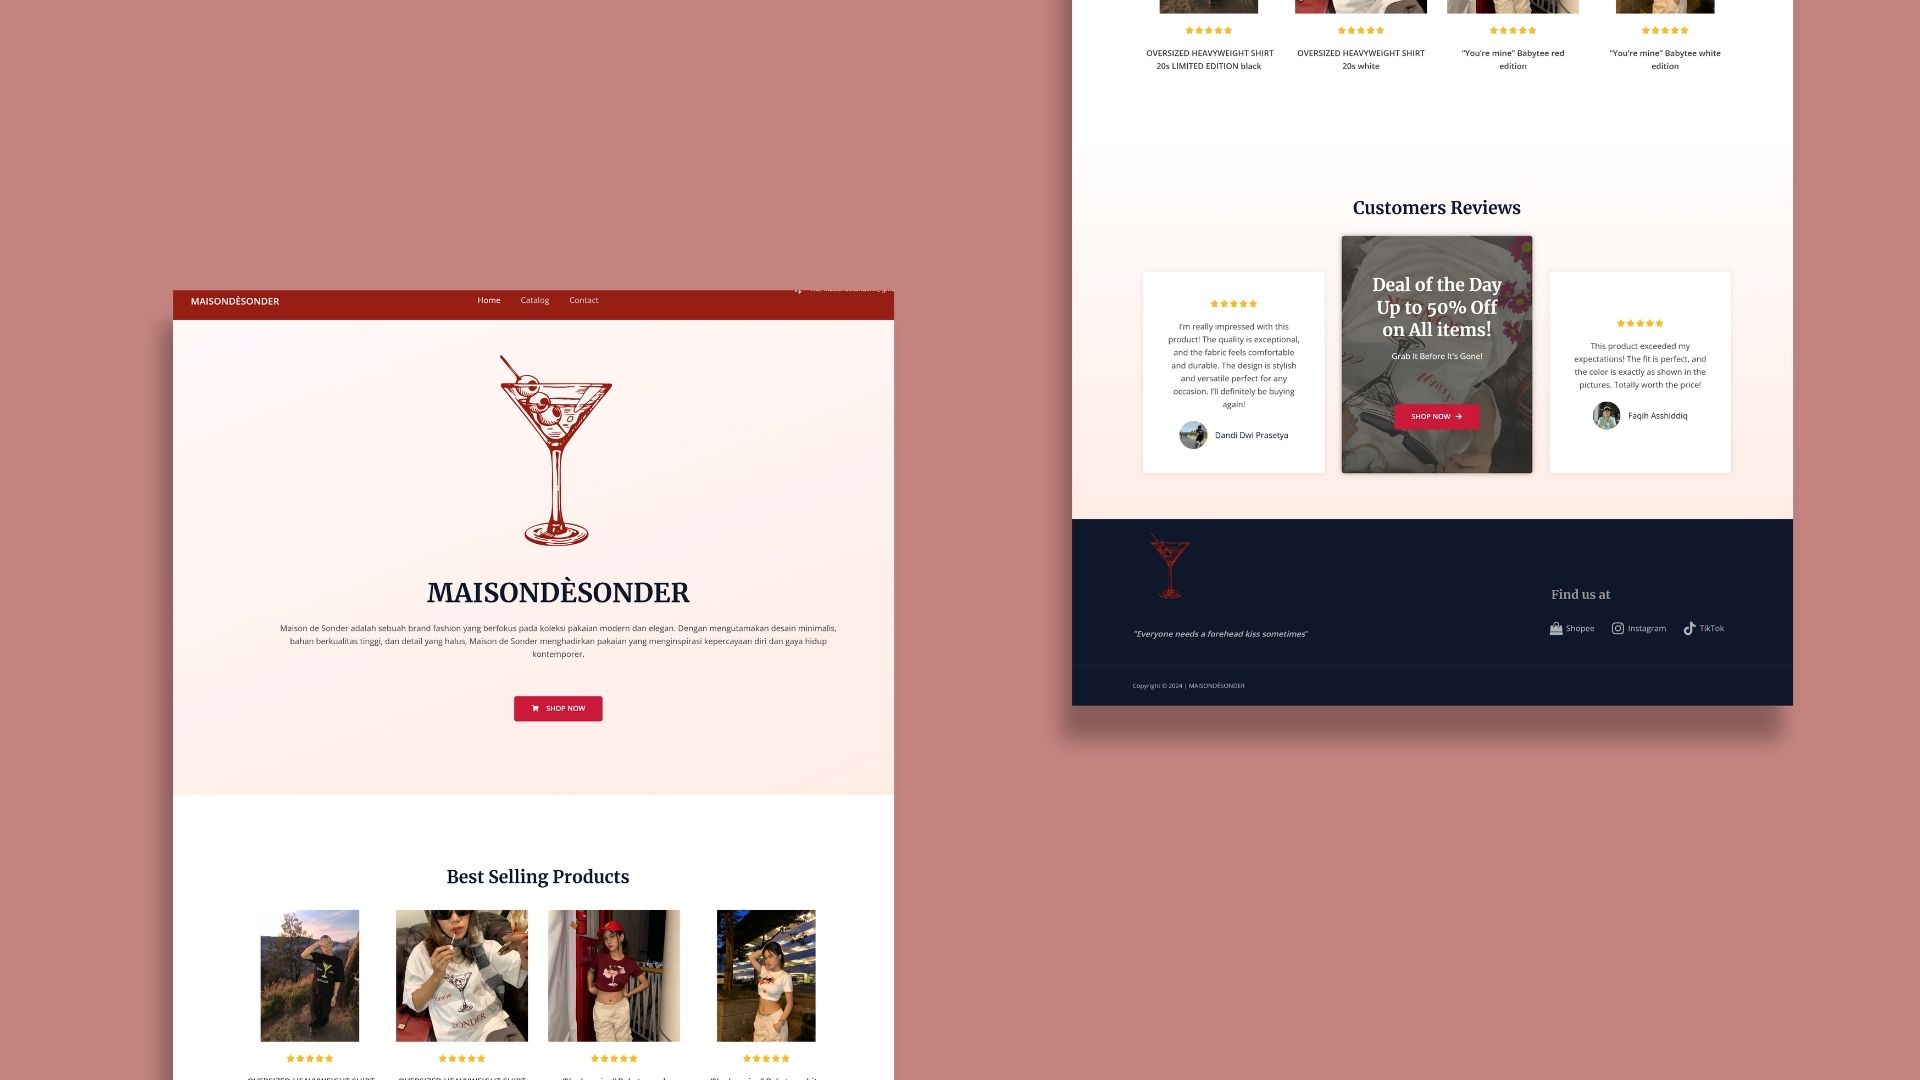 MAISONDÈSONDER
Home Catalog Contact
MAISONDÈSONDER
Maison de Sonder adalah sebuah brand fashion yang berfokus pada koleksi pakaian modern dan elegan. Dengan mengutamakan desain minimalis,
bahan berkualitas tinggi, dan detail yang halus, Maison de Sonder menghadirkan pakaian yang menginspirasi kepercayaan diri dan gaya hidup
kontemporer.
SHOP NOW
Best Selling Products
SONDER
OVERSIZED HEAVYWEIGHT SHIRT
20s LIMITED EDITION black
OVERSIZED HEAVYWEIGHT SHIRT
20s white
“You’re mine” Babytee red
edition
“You’re mine” Babytee white
edition
Customers Reviews
I'm really impressed with this
product! The quality is exceptional,
and the fabric feels comfortable
and durable. The design is stylish
and versatile perfect for any
occasion. I'll definitely be buying
again!
Dandi Dwi Prasetya
Deal of the Day
Up to 50% Off
on All items!
Grab It Before It's Gone!
SHOP NOW
This product exceeded my
expectations! The fit is perfect, and
the color is exactly as shown in the
pictures. Totally worth the price!
Faqih Asshiddiq
"Everyone needs a forehead kiss sometimes"
Find us at
Shopee Instagram TikTok
Copyright © 2024 | MAISONDÈSONDER